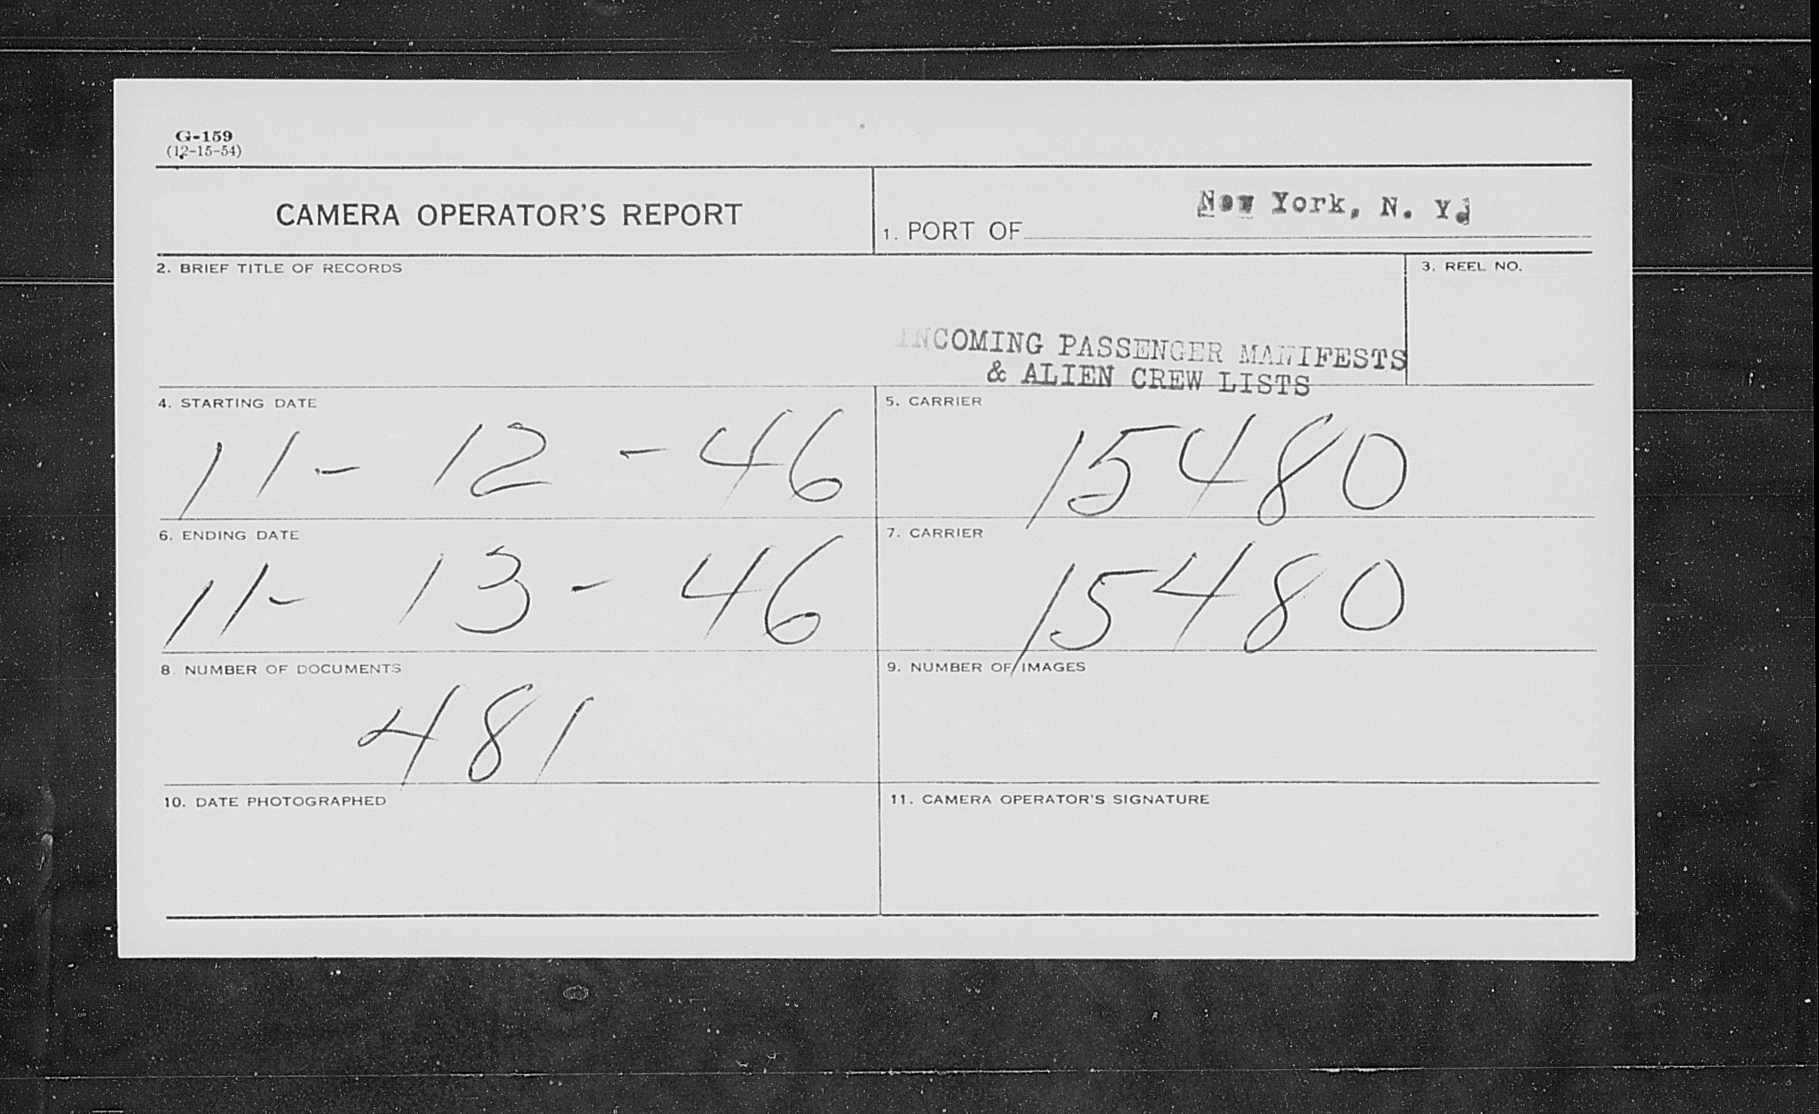 G-159
(12-15-54)
CAMERA OPERATOR'S REPORT
1. PORT OF New York, N. Y.
2. BRIEF TITLE OF RECORDS
3. REEL NO.
INCOMING PASSENGER MANIFESTS
& ALIEN CREW LISTS
4. STARTING DATE
11 - 12 - 46
5. CARRIER
15480
6. ENDING DATE
11 - 13 - 46
7. CARRIER
15480
8. NUMBER OF DOCUMENTS
481
9. NUMBER OF IMAGES
10. DATE PHOTOGRAPHED
11. CAMERA OPERATOR'S SIGNATURE